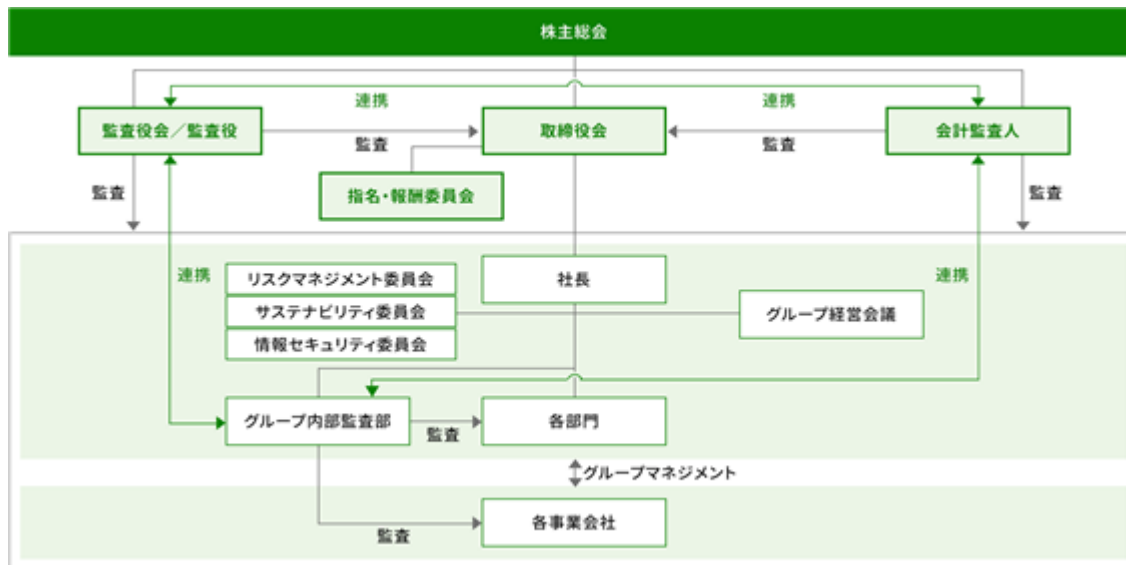 株主総会
連携
連携
監査役会／監査役
取締役会
会計監査人
監査
監査
指名・報酬委員会
監査
監査
連携
連携
リスクマネジメント委員会
社長
サステナビリティ委員会
グループ経営会議
情報セキュリティ委員会
グループ内部監査部
監査
各部門
グループマネジメント
各事業会社
監査